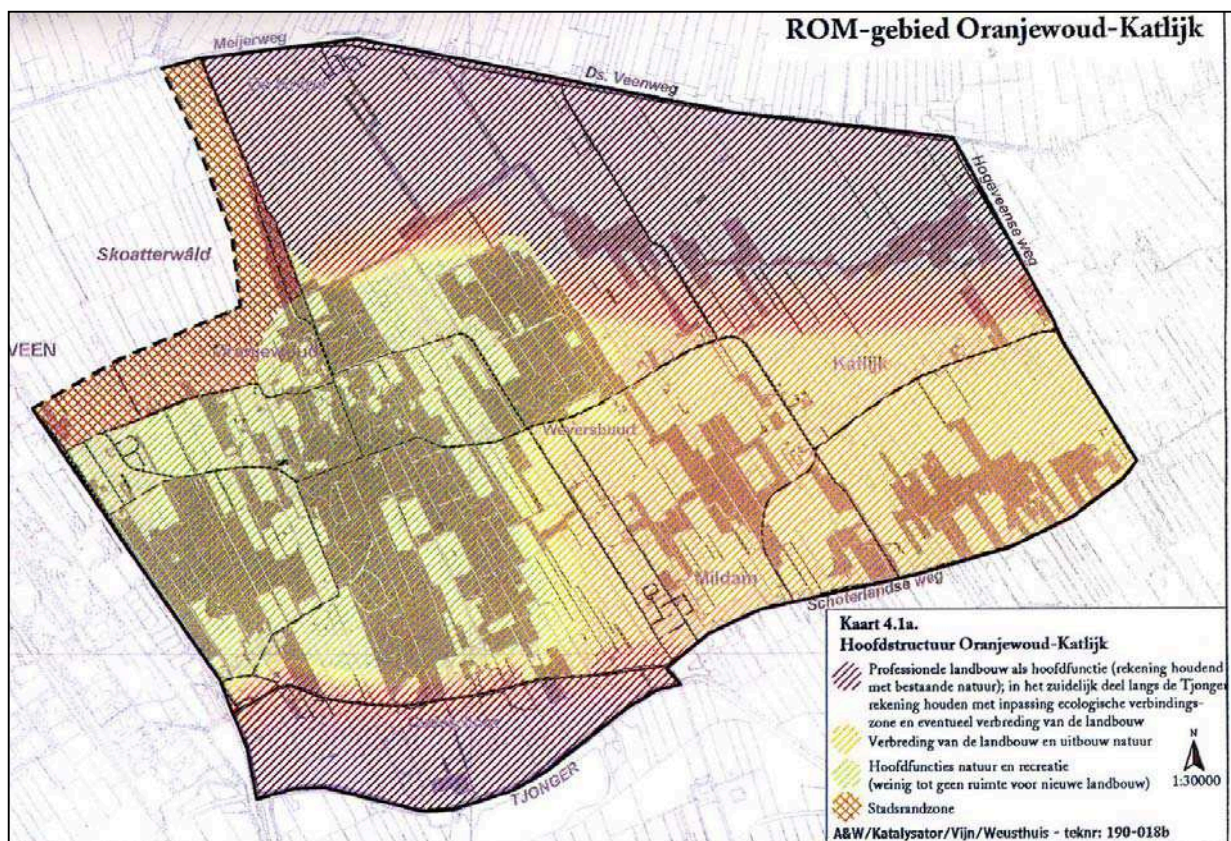 ROM-gebied Oranjewoud-Katlijk
Meijerweg
Ds. Veenweg
Hogeveense weg
Skoatterwâld
VEEN
Oranjewoud
Katlijk
Weversbuurt
Mildam
Schoterlandse weg
TJONGER
Kaart 4.1a.
Hoofdstructuur Oranjewoud-Katlijk
Professionele landbouw als hoofdfunctie (rekening houdend
met bestaande natuur); in het zuidelijk deel langs de Tjonger
rekening houden met inpassing ecologische verbindings-
zone en eventueel verbreding van de landbouw
Verbreding van de landbouw en uitbouw natuur
Hoofdfuncties natuur en recreatie
(weinig tot geen ruimte voor nieuwe landbouw)
Stadsrandzone
N
1:30000
A&W/Katalysator/Vijn/Weusthuis - teknr: 190-018b